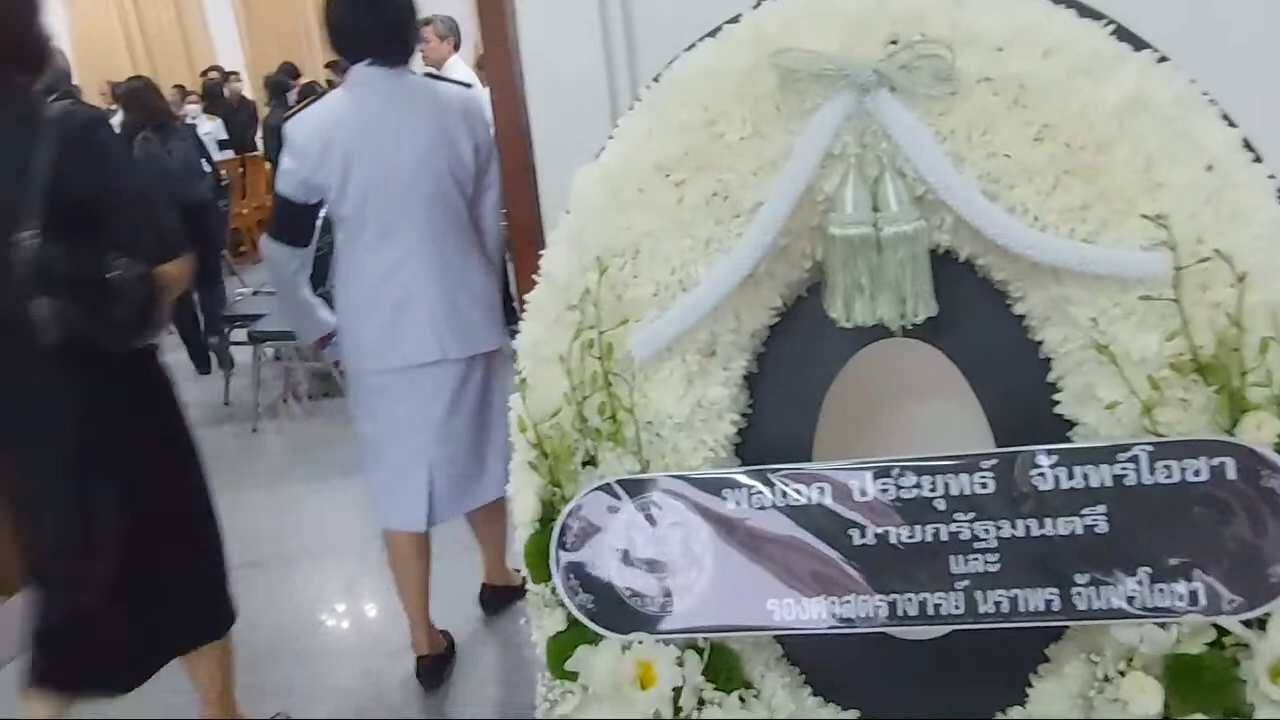 พลเอก ประยุทธ์ จันทร์โอชา
นายกรัฐมนตรี
และ
รองศาสตราจารย์ นราพร จันทร์โอชา